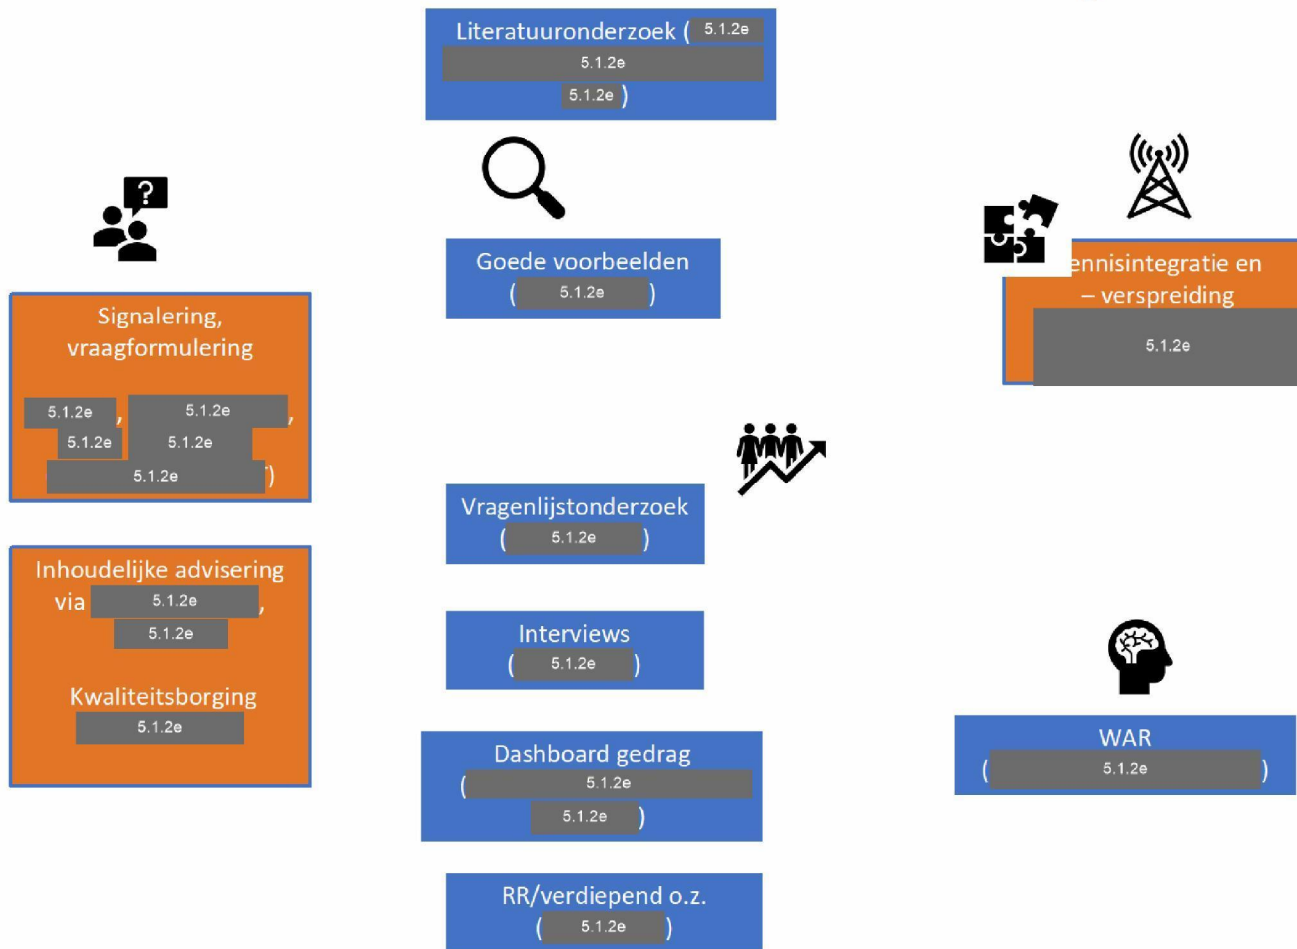 Literatuuronderzoek ( 5.1.2e
5.1.2e
5.1.2e )
?
Goede voorbeelden
( 5.1.2e )
ennisintegratie en
– verspreiding
5.1.2e
Signalering,
vraagformulering
5.1.2e , 5.1.2e ,
5.1.2e 5.1.2e
5.1.2e )
Vragenlijstonderzoek
( 5.1.2e )
Inhoudelijke advisering
via 5.1.2e ,
5.1.2e
Kwaliteitsborging
5.1.2e
Interviews
( 5.1.2e )
Dashboard gedrag
( 5.1.2e
5.1.2e )
WAR
( 5.1.2e )
RR/verdiepend o.z.
( 5.1.2e )